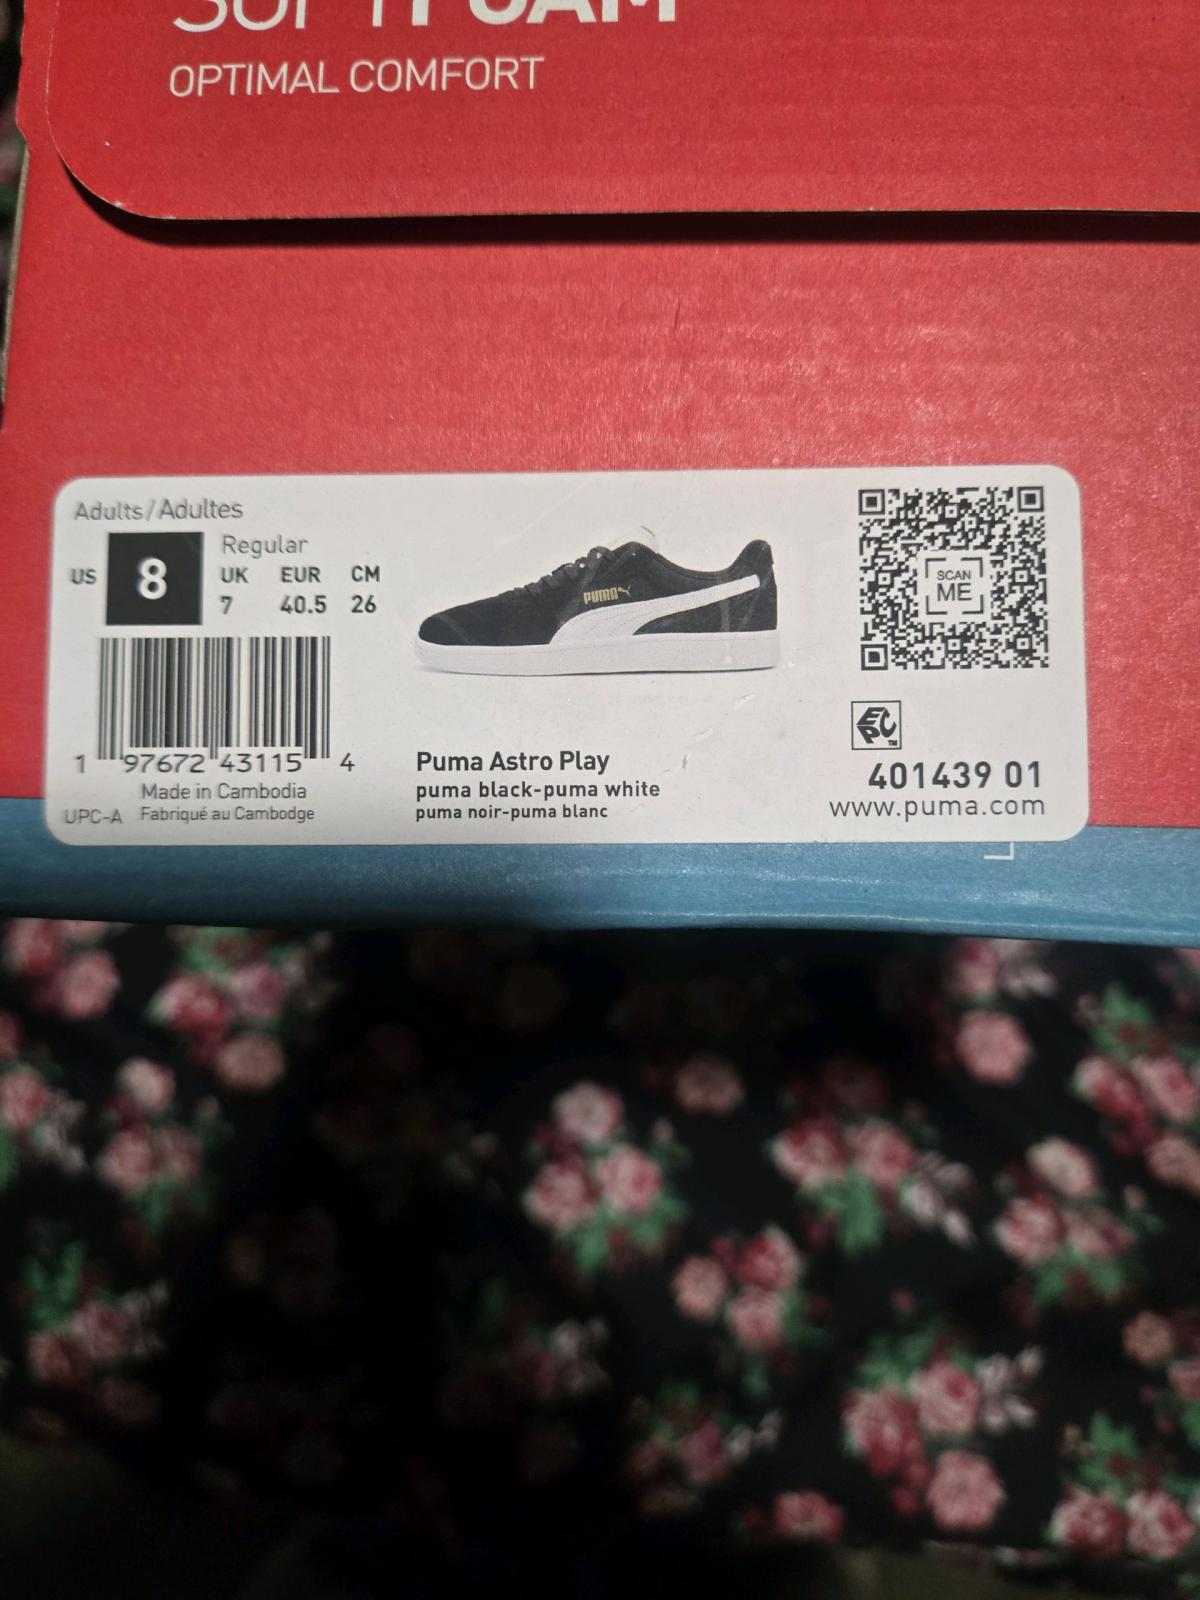 SOFTFOAM
OPTIMAL COMFORT
Adults/Adultes
US 8
Regular
UK EUR CM
7 40.5 26
1 97672 43115 4
Made in Cambodia
UPC-A Fabriqué au Cambodge
PUMA
Puma Astro Play
puma black-puma white
puma noir-puma blanc
SCAN
ME
EPC™
401439 01
www.puma.com